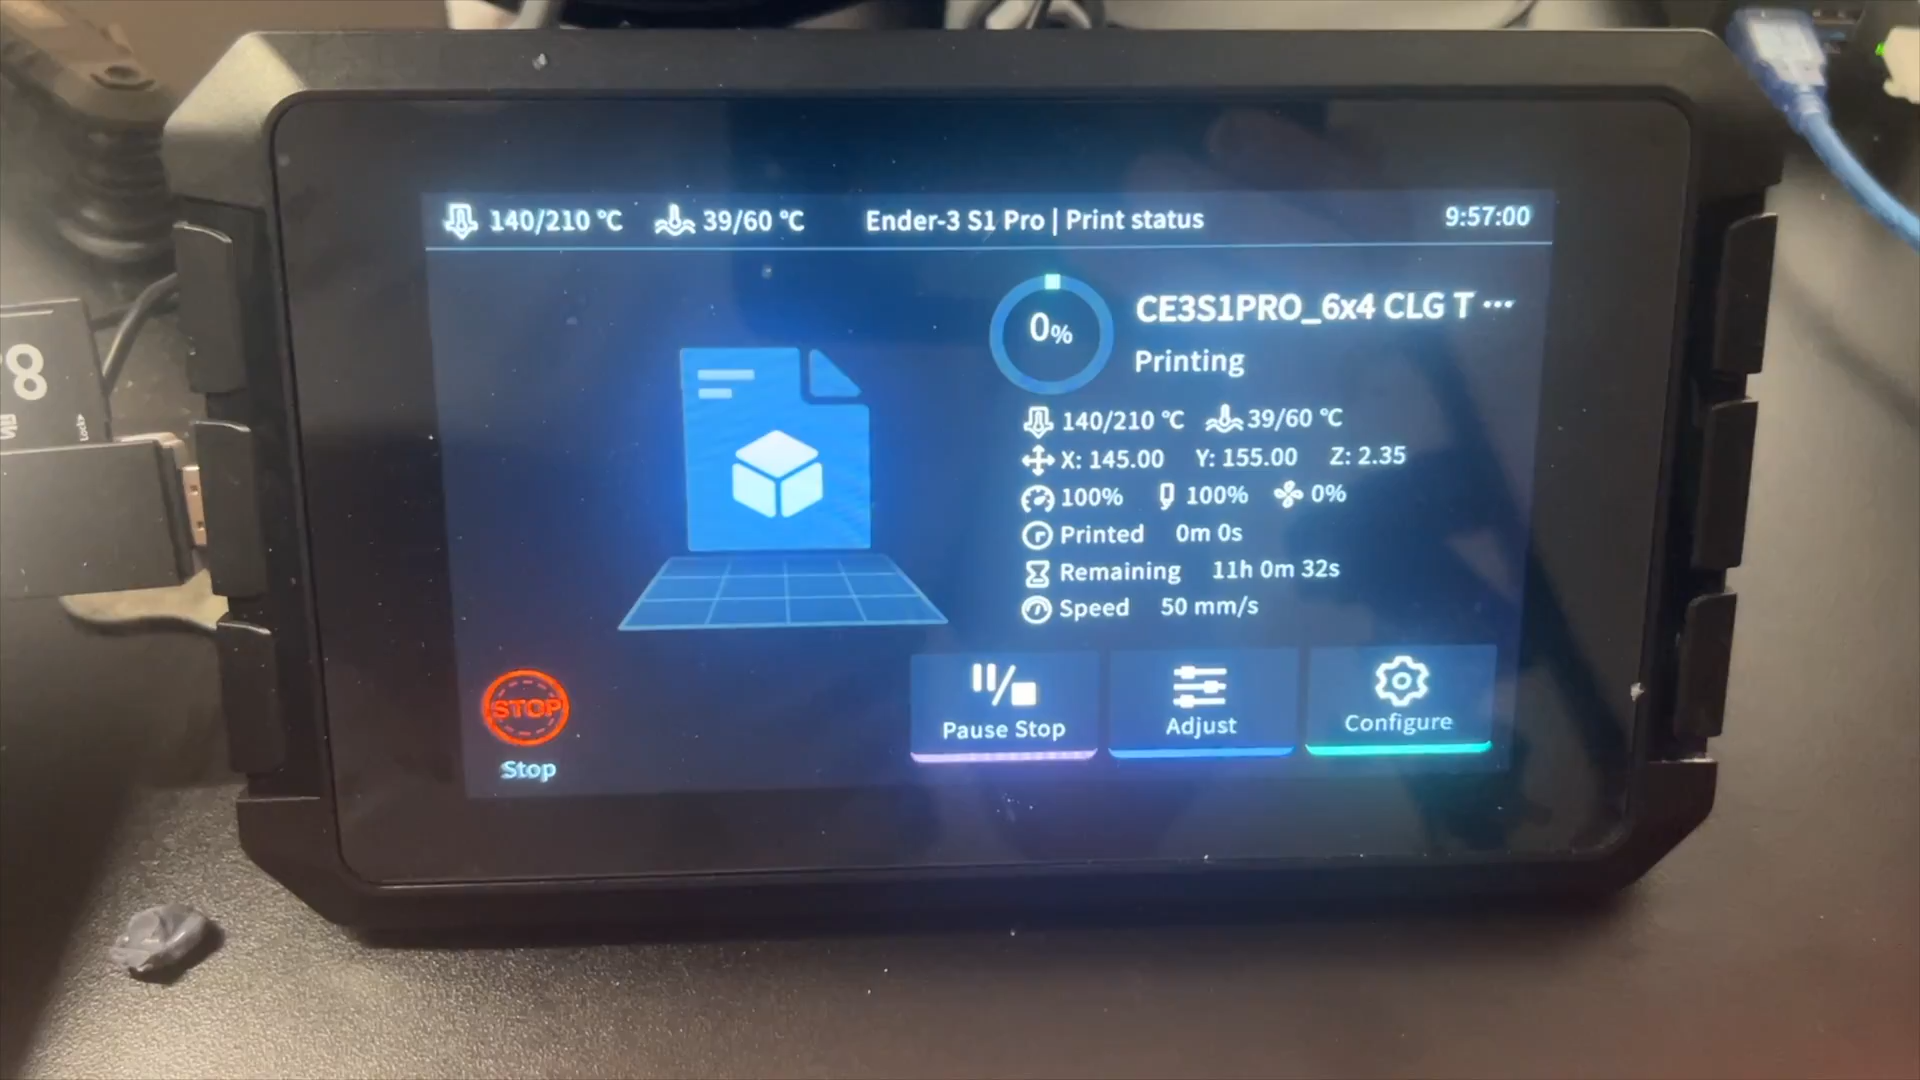 140/210 ℃ 39/60 ℃ Ender-3 S1 Pro | Print status 9:57:00
0%
CE3S1PRO_6x4 CLG T ···
Printing
140/210 ℃ 39/60 ℃
X: 145.00 Y: 155.00 Z: 2.35
100% 100% 0%
Printed 0m 0s
Remaining 11h 0m 32s
Speed 50 mm/s
STOP
Stop
Pause Stop
Adjust
Configure
8
Lock